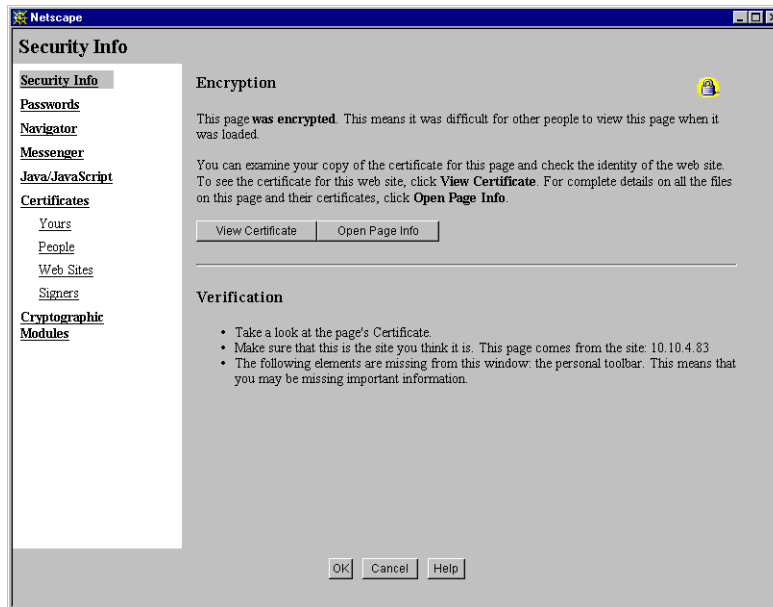 Netscape
Security Info
Security Info
Passwords
Navigator
Messenger
Java/JavaScript
Certificates
Yours
People
Web Sites
Signers
Cryptographic
Modules
Encryption
This page was encrypted. This means it was difficult for other people to view this page when it
was loaded.
You can examine your copy of the certificate for this page and check the identity of the web site.
To see the certificate for this web site, click View Certificate. For complete details on all the files
on this page and their certificates, click Open Page Info.
View Certificate Open Page Info
Verification
• Take a look at the page's Certificate.
• Make sure that this is the site you think it is. This page comes from the site: 10.10.4.83
• The following elements are missing from this window: the personal toolbar. This means that
you may be missing important information.
OK Cancel Help